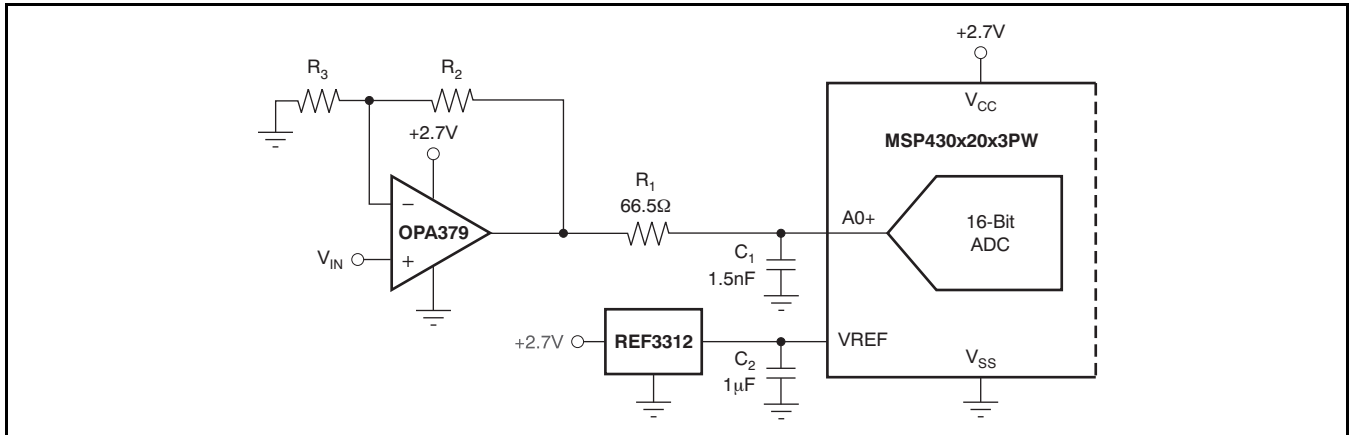 +2.7V
R3
R2
+2.7V
VCC
MSP430x20x3PW
R1
66.5Ω
−
OPA379
A0+
16-Bit
ADC
VIN
+
C1
1.5nF
+2.7V
REF3312
VREF
C2
1μF
VSS